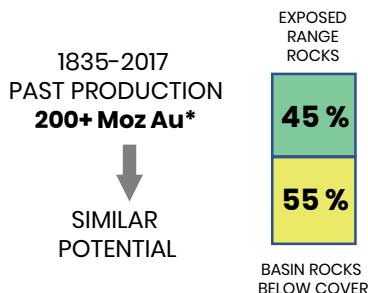 1835-2017
PAST PRODUCTION
200+ Moz Au*
SIMILAR
POTENTIAL
EXPOSED
RANGE
ROCKS
45 %
55 %
BASIN ROCKS
BELOW COVER